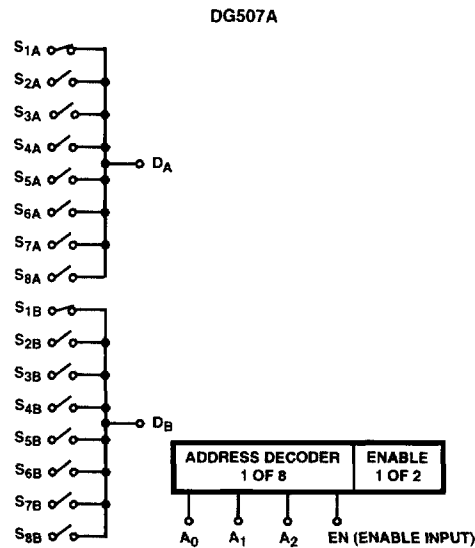 DG507A
S1A
S2A
S3A
S4A
DA
S5A
S6A
S7A
S8A
S1B
S2B
S3B
S4B
DB
S5B
S6B
S7B
S8B
ADDRESS DECODER
1 OF 8
ENABLE
1 OF 2
A0 A1 A2 EN (ENABLE INPUT)